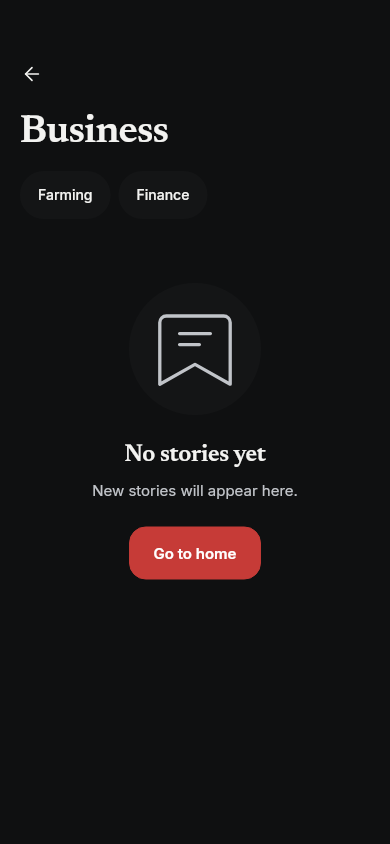 Business
Farming
Finance
No stories yet
New stories will appear here.
Go to home